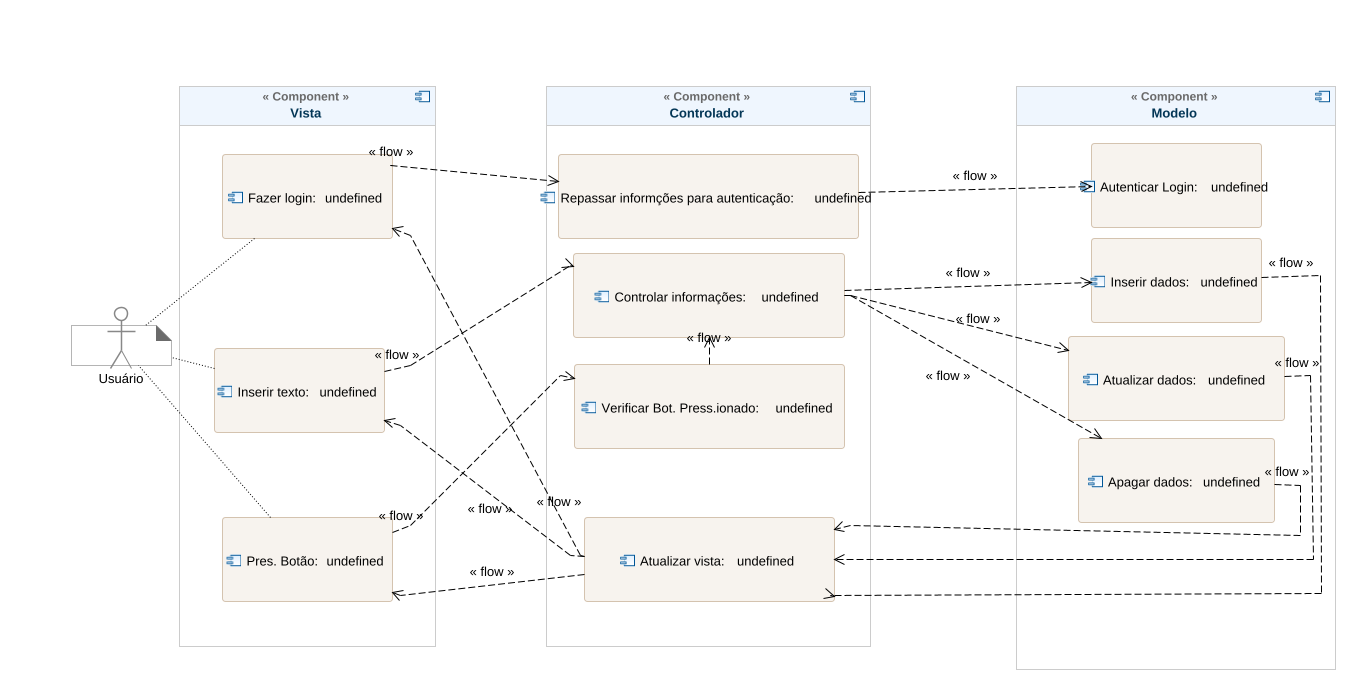 « Component »
Vista
« Component »
Controlador
« Component »
Modelo
« flow »
Fazer login: undefined
Repassar informções para autenticação: undefined
« flow »
Autenticar Login: undefined
« flow »
Controlar informações: undefined
« flow »
Inserir dados: undefined
« flow »
« flow »
« flow »
Usuário
« flow »
Inserir texto: undefined
Verificar Bot. Press.ionado: undefined
« flow »
Atualizar dados: undefined
« flow »
« flow »
Apagar dados: undefined
« flow »
« flow »
« flow »
Pres. Botão: undefined
« flow »
Atualizar vista: undefined